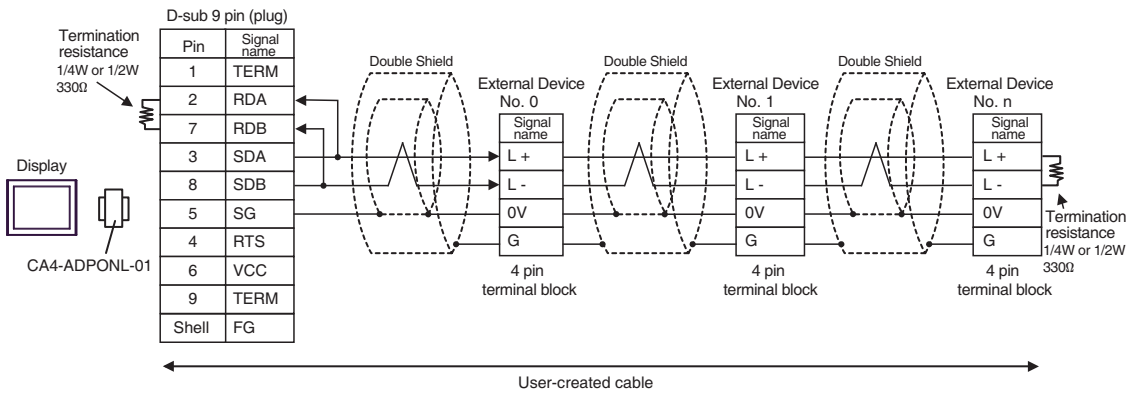 D-sub 9 pin (plug)
Termination
resistance
1/4W or 1/2W
330Ω
Pin Signal name
1 TERM
2 RDA
7 RDB
3 SDA
8 SDB
5 SG
4 RTS
6 VCC
9 TERM
Shell FG
Display
CA4-ADPONL-01
Double Shield
External Device
No. 0
Signal
name
L +
L -
0V
G
4 pin
terminal block
Double Shield
External Device
No. 1
Signal
name
L +
L -
0V
G
4 pin
terminal block
Double Shield
External Device
No. n
Signal
name
L +
L -
0V
G
4 pin
terminal block
Termination
resistance
1/4W or 1/2W
330Ω
User-created cable